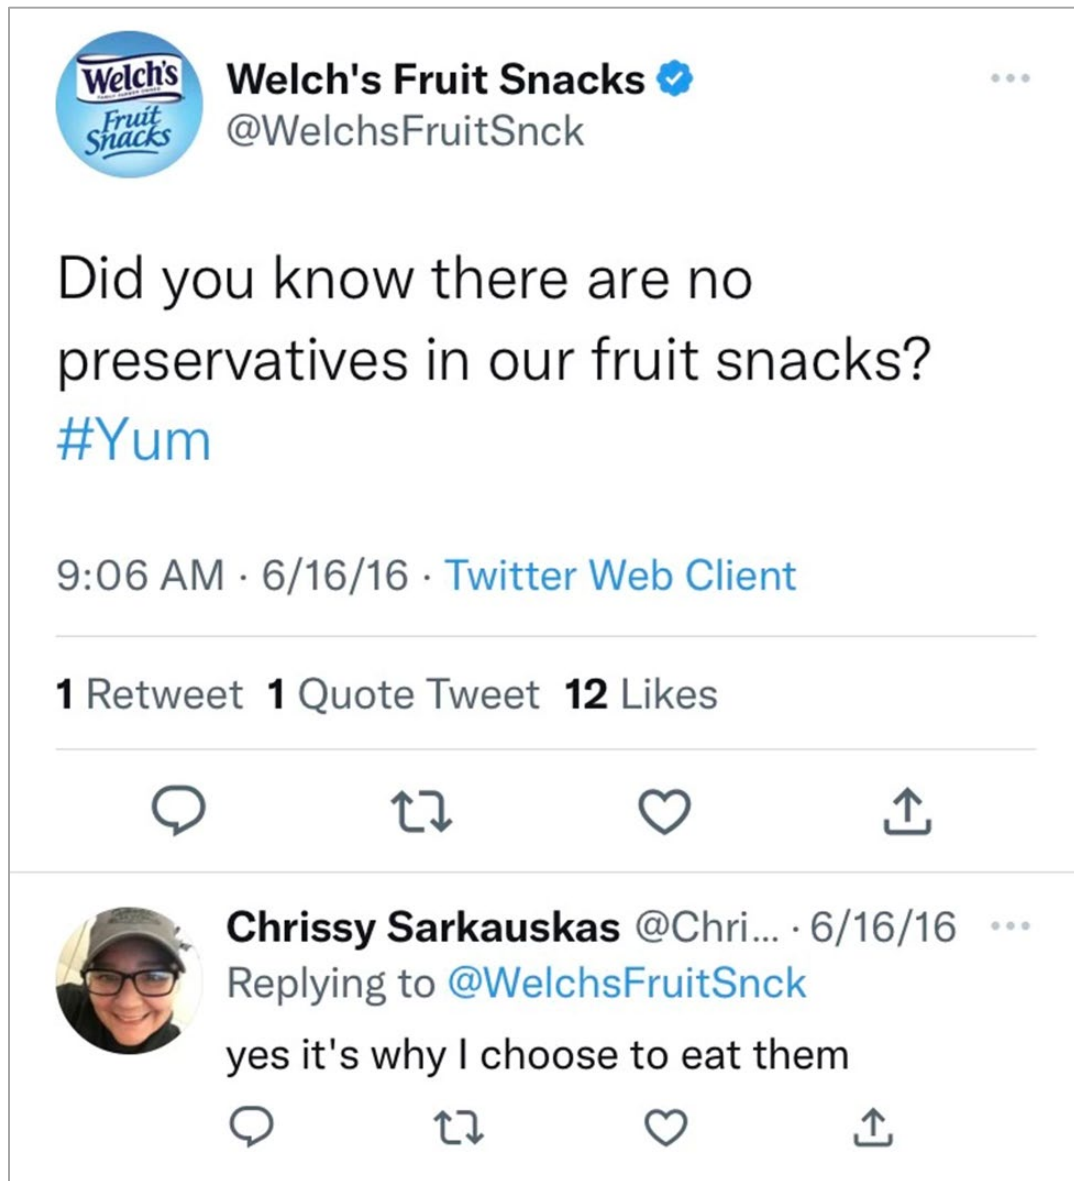 Welch's
Fruit
Snacks
Welch's Fruit Snacks
@WelchsFruitSnck
Did you know there are no
preservatives in our fruit snacks?
#Yum
9:06 AM · 6/16/16 · Twitter Web Client
1 Retweet 1 Quote Tweet 12 Likes
Chrissy Sarkauskas @Chri... · 6/16/16
Replying to @WelchsFruitSnck
yes it's why I choose to eat them